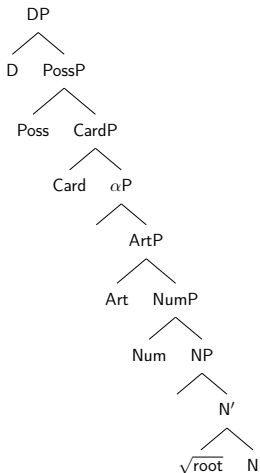 DP
D PossP
Poss CardP
Card αP
ArtP
Art NumP
Num NP
N′
√root N